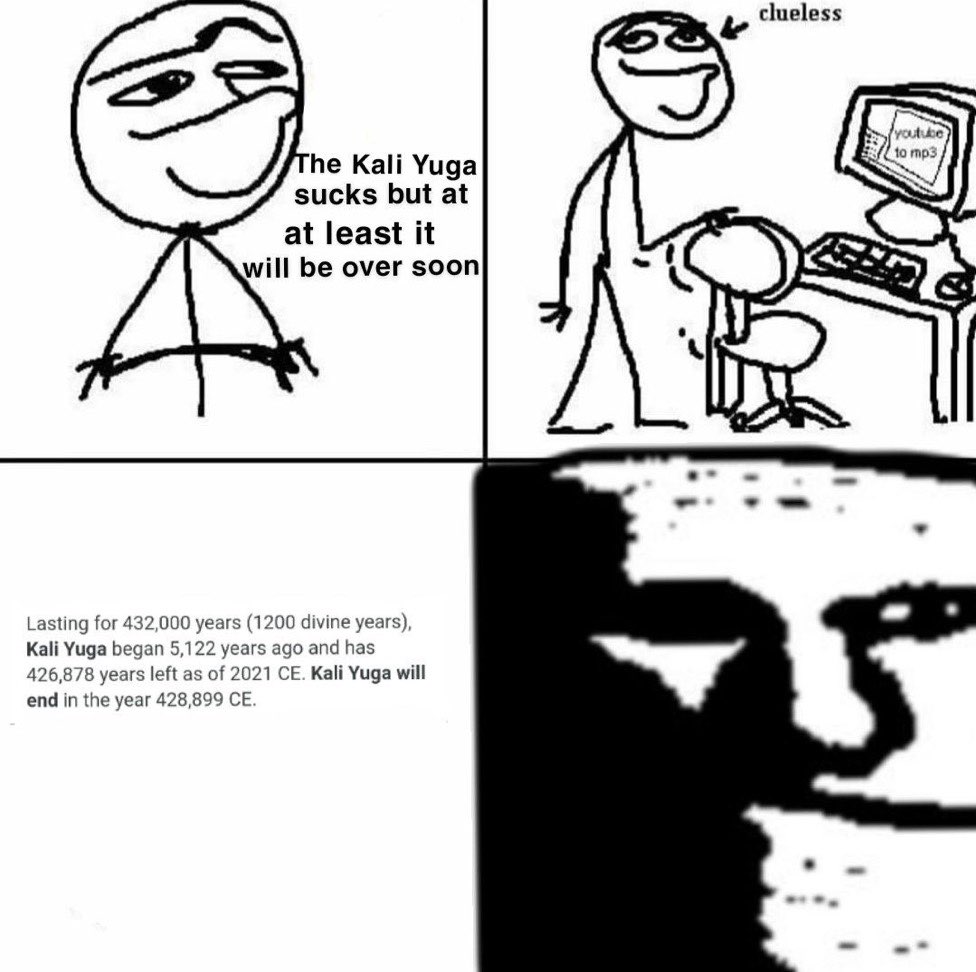 The Kali Yuga
sucks but at
at least it
will be over soon
clueless
youtube
to mp3
Lasting for 432,000 years (1200 divine years),
Kali Yuga began 5,122 years ago and has
426,878 years left as of 2021 CE. Kali Yuga will
end in the year 428,899 CE.